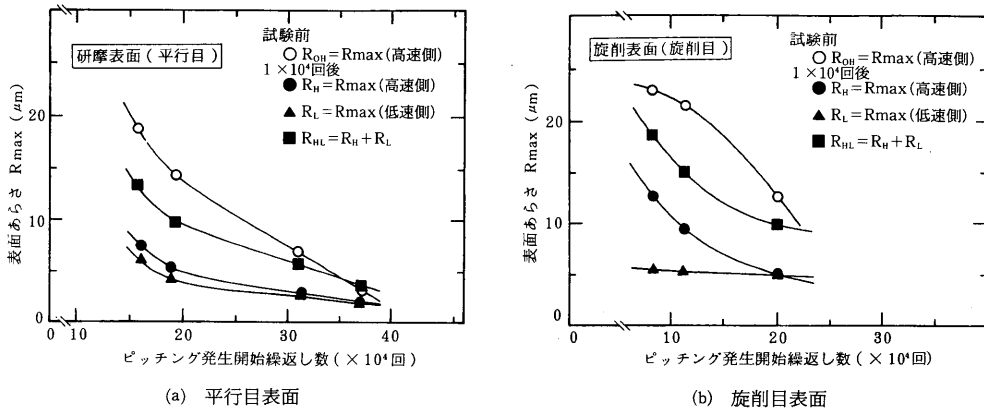 研摩表面(平行目)
試験前
R_OH=Rmax(高速側)
1×10⁴回後
R_H=Rmax(高速側)
R_L=Rmax(低速側)
R_HL=R_H+R_L
表面あらさ Rmax (μm)
20
10
0
0 10 20 30 40
ピッチング発生開始繰返し数(×10⁴回)
(a) 平行目表面
旋削表面(旋削目)
試験前
R_OH=Rmax(高速側)
1×10⁴回後
R_H=Rmax(高速側)
R_L=Rmax(低速側)
R_HL=R_H+R_L
表面あらさ Rmax (μm)
20
10
0
0 10 20 30
ピッチング発生開始繰返し数(×10⁴回)
(b) 旋削目表面